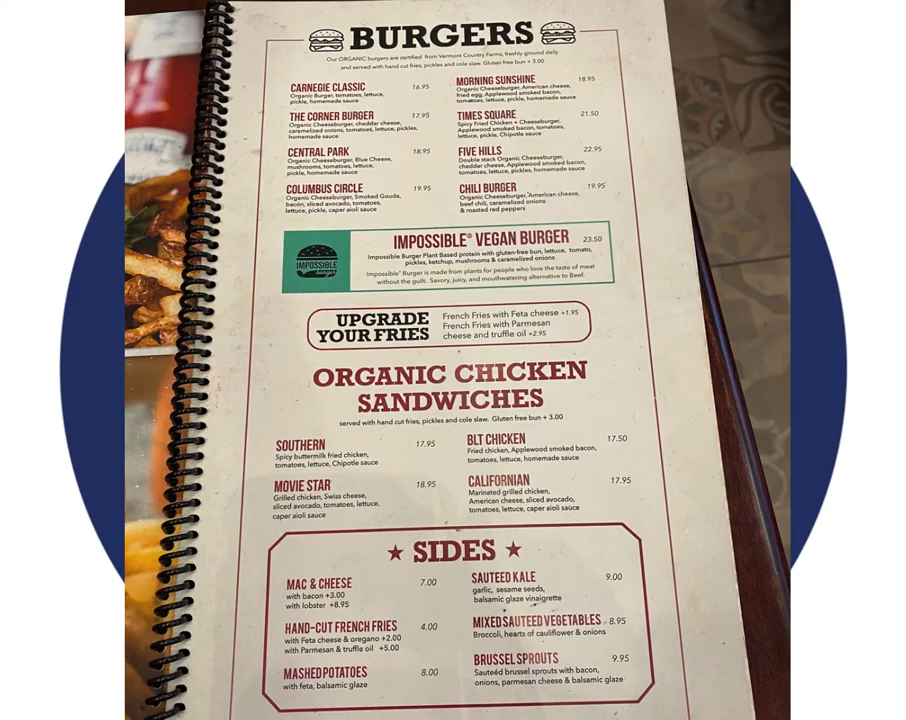 BURGERS
Our ORGANIC burgers are certified from Vermont Country Farms, freshly ground daily
and served with hand cut fries, pickles and cole slaw. Gluten free bun + 3.00
CARNEGIE CLASSIC 16.95
Organic Burger, tomatoes, lettuce,
pickle, homemade sauce
THE CORNER BURGER 17.95
Organic Cheeseburger, cheddar cheese,
caramelized onions, tomatoes, lettuce, pickles,
homemade sauce
CENTRAL PARK 18.95
Organic Cheeseburger, Blue Cheese,
mushrooms, tomatoes, lettuce,
pickle, homemade sauce
COLUMBUS CIRCLE 19.95
Organic Cheeseburger, Smoked Gouda,
bacon, sliced avocado, tomatoes,
lettuce, pickle, caper aioli sauce
MORNING SUNSHINE 18.95
Organic Cheeseburger, American cheese,
fried egg, Applewood smoked bacon,
tomatoes, lettuce, pickle, homemade sauce
TIMES SQUARE 21.50
Spicy Fried Chicken + Cheeseburger,
Applewood smoked bacon, tomatoes,
lettuce, pickle, Chipotle sauce
FIVE HILLS 22.95
Double stack Organic Cheeseburger,
cheddar cheese, Applewood smoked bacon,
tomatoes, lettuce, pickles, homemade sauce
CHILI BURGER 19.95
Organic Cheeseburger, American cheese,
beef chili, caramelized onions
& roasted red peppers
IMPOSSIBLE
burger
IMPOSSIBLE® VEGAN BURGER 23.50
Impossible Burger Plant Based protein with gluten-free bun, lettuce, tomato,
pickles, ketchup, mushrooms & caramelized onions
Impossible™ Burger is made from plants for people who love the taste of meat
without the guilt. Savory, juicy, and mouthwatering alternative to Beef.
UPGRADE
YOUR FRIES
French Fries with Feta cheese +1.95
French Fries with Parmesan
cheese and truffle oil +2.95
ORGANIC CHICKEN
SANDWICHES
served with hand cut fries, pickles and cole slaw. Gluten free bun + 3.00
SOUTHERN 17.95
Spicy buttermilk fried chicken,
tomatoes, lettuce, Chipotle sauce
MOVIE STAR 18.95
Grilled chicken, Swiss cheese,
sliced avocado, tomatoes, lettuce,
caper aioli sauce
BLT CHICKEN 17.50
Fried chicken, Applewood smoked bacon,
tomatoes, lettuce, homemade sauce
CALIFORNIAN 17.95
Marinated grilled chicken,
American cheese, sliced avocado,
tomatoes, lettuce, caper aioli sauce
★ SIDES ★
MAC & CHEESE 7.00
with bacon +3.00
with lobster +8.95
HAND-CUT FRENCH FRIES 4.00
with Feta cheese & oregano +2.00
with Parmesan & truffle oil +5.00
MASHED POTATOES 8.00
with feta, balsamic glaze
SAUTEED KALE 9.00
garlic, sesame seeds,
balsamic glaze vinaigrette
MIXED SAUTEED VEGETABLES 8.95
Broccoli, hearts of cauliflower & onions
BRUSSEL SPROUTS 9.95
Sauteéd brussel sprouts with bacon,
onions, parmesan cheese & balsamic glaze